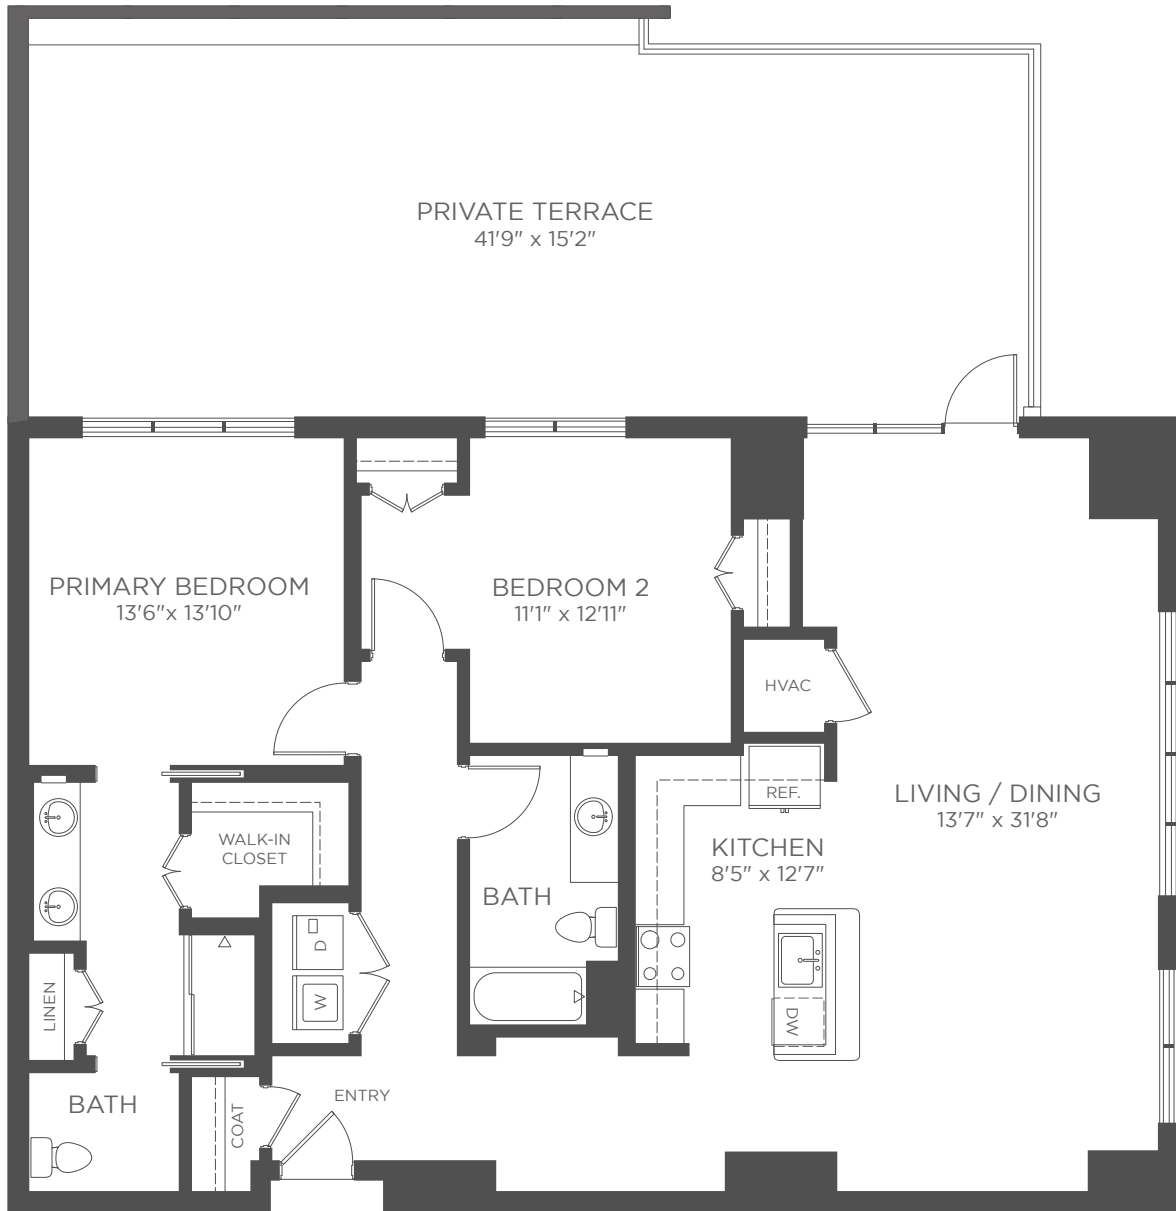 PRIVATE TERRACE
41'9" x 15'2"
PRIMARY BEDROOM
13'6"x 13'10"
BEDROOM 2
11'1" x 12'11"
HVAC
REF.
LIVING / DINING
13'7" x 31'8"
KITCHEN
8'5" x 12'7"
WALK-IN
CLOSET
BATH
D
W
LINEN
DW
BATH
COAT
ENTRY